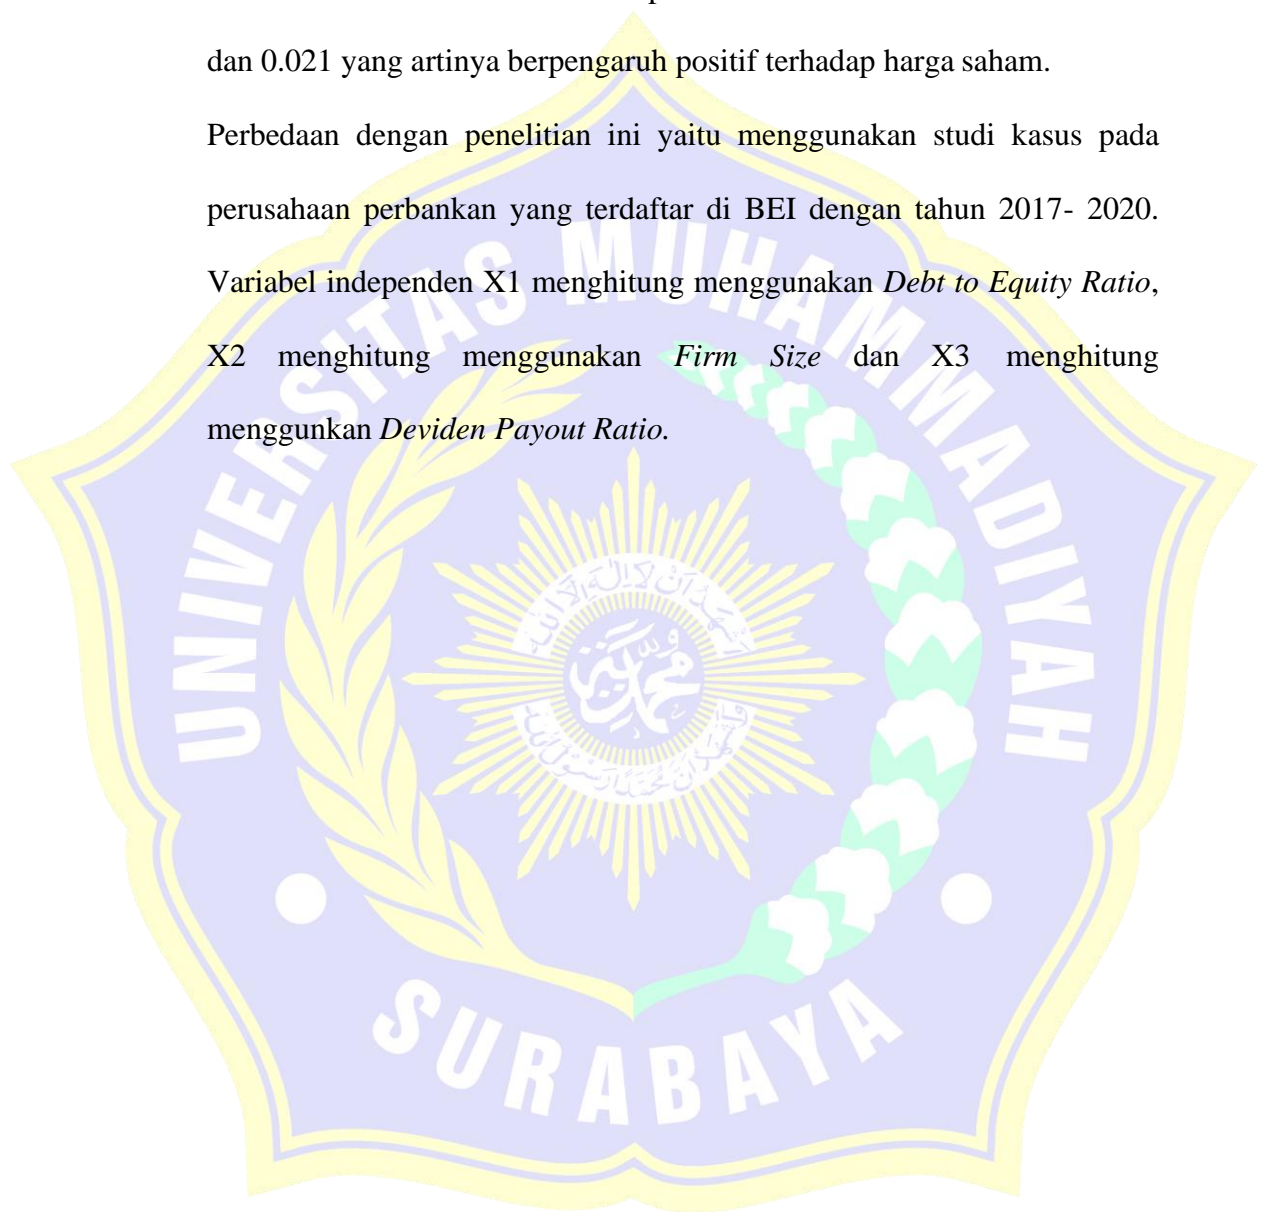 dan 0.021 yang artinya berpengaruh positif terhadap harga saham.
Perbedaan dengan penelitian ini yaitu menggunakan studi kasus pada
perusahaan perbankan yang terdaftar di BEI dengan tahun 2017- 2020.
Variabel independen X1 menghitung menggunakan Debt to Equity Ratio,
X2 menghitung menggunakan Firm Size dan X3 menghitung
menggunkan Deviden Payout Ratio.
UNIVERSITAS MUHAMMADIYAH
SURABAYA